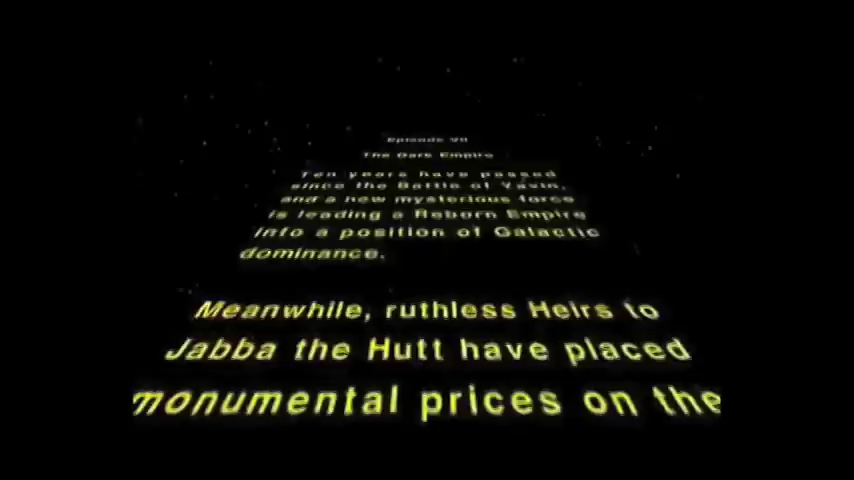 Episode VII
The Dark Empire
Ten years have passed
since the Battle of Yavin,
and a new mysterious force
is leading a Reborn Empire
into a position of Galactic
dominance.
Meanwhile, ruthless Heirs to
Jabba the Hutt have placed
monumental prices on the